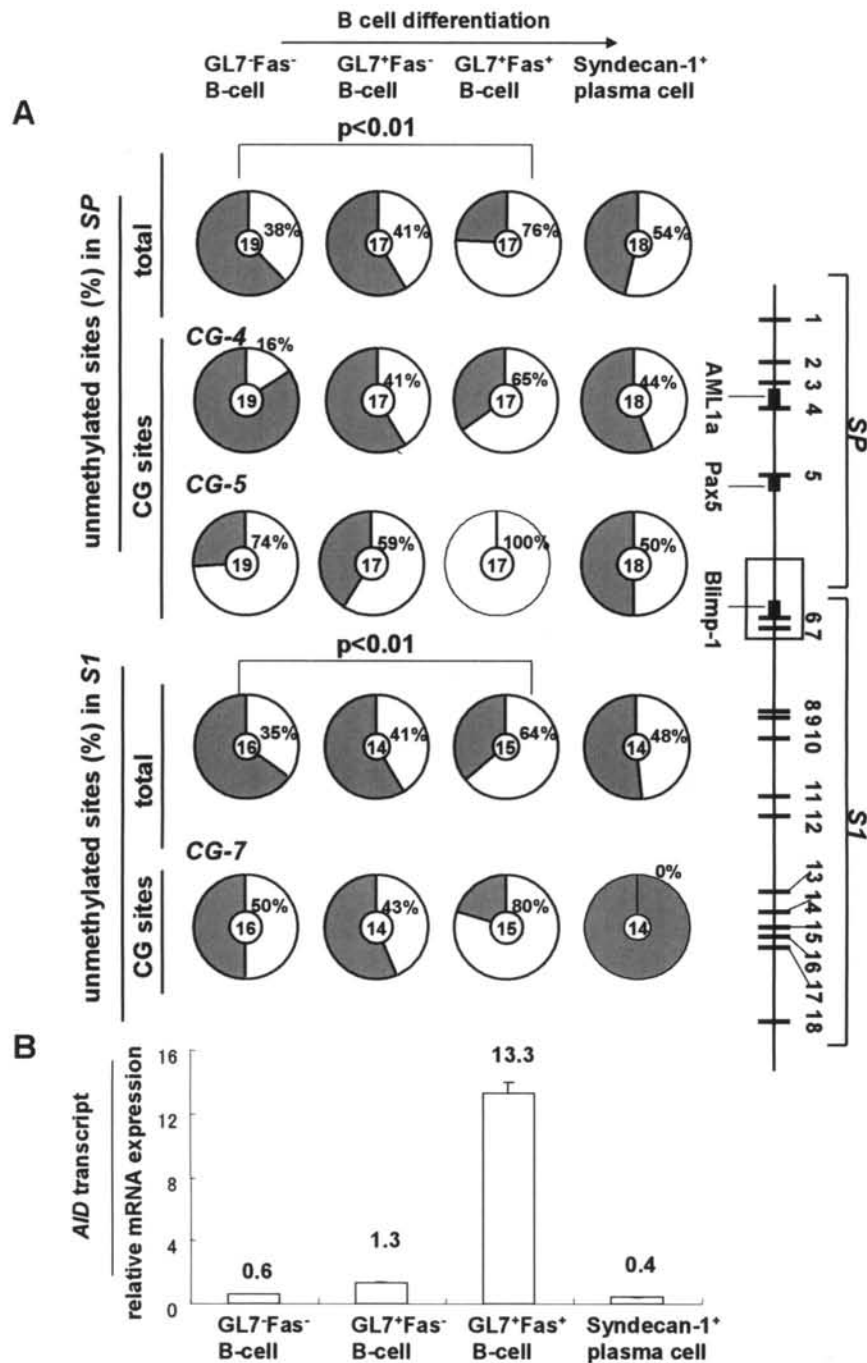 B cell differentiation
GL7⁻Fas⁻ B-cell
GL7⁺Fas⁻ B-cell
GL7⁺Fas⁺ B-cell
Syndecan-1⁺ plasma cell
A
p<0.01
unmethylated sites (%) in SP
total
38% 19
41% 17
76% 17
54% 18
CG sites
CG-4
16% 19
41% 17
65% 17
44% 18
CG-5
74% 19
59% 17
100% 17
50% 18
p<0.01
unmethylated sites (%) in S1
total
35% 16
41% 14
64% 15
48% 14
CG sites
CG-7
50% 16
43% 14
80% 15
0% 14
AML1a
Pax5
Blimp-1
1
2
3
4
5
6
7
8
9
10
11
12
13
14
15
16
17
18
SP
S1
B
AID transcript
relative mRNA expression
16
12
8
4
0
0.6
1.3
13.3
0.4
GL7⁻Fas⁻ B-cell
GL7⁺Fas⁻ B-cell
GL7⁺Fas⁺ B-cell
Syndecan-1⁺ plasma cell